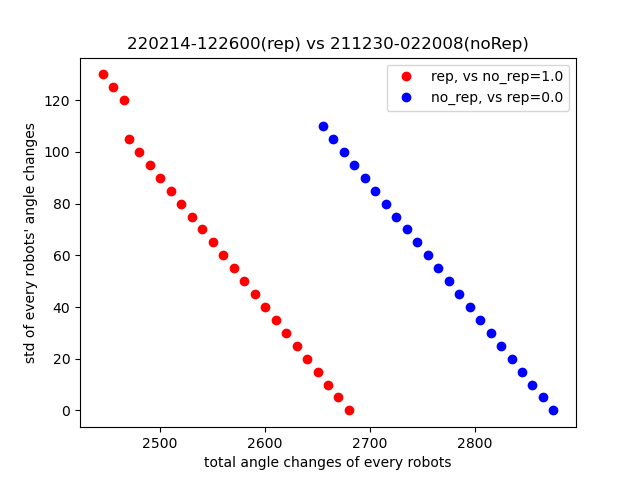 220214-122600(rep) vs 211230-022008(noRep)
rep, vs no_rep=1.0
no_rep, vs rep=0.0
std of every robots' angle changes
120
100
80
60
40
20
0
2500 2600 2700 2800
total angle changes of every robots